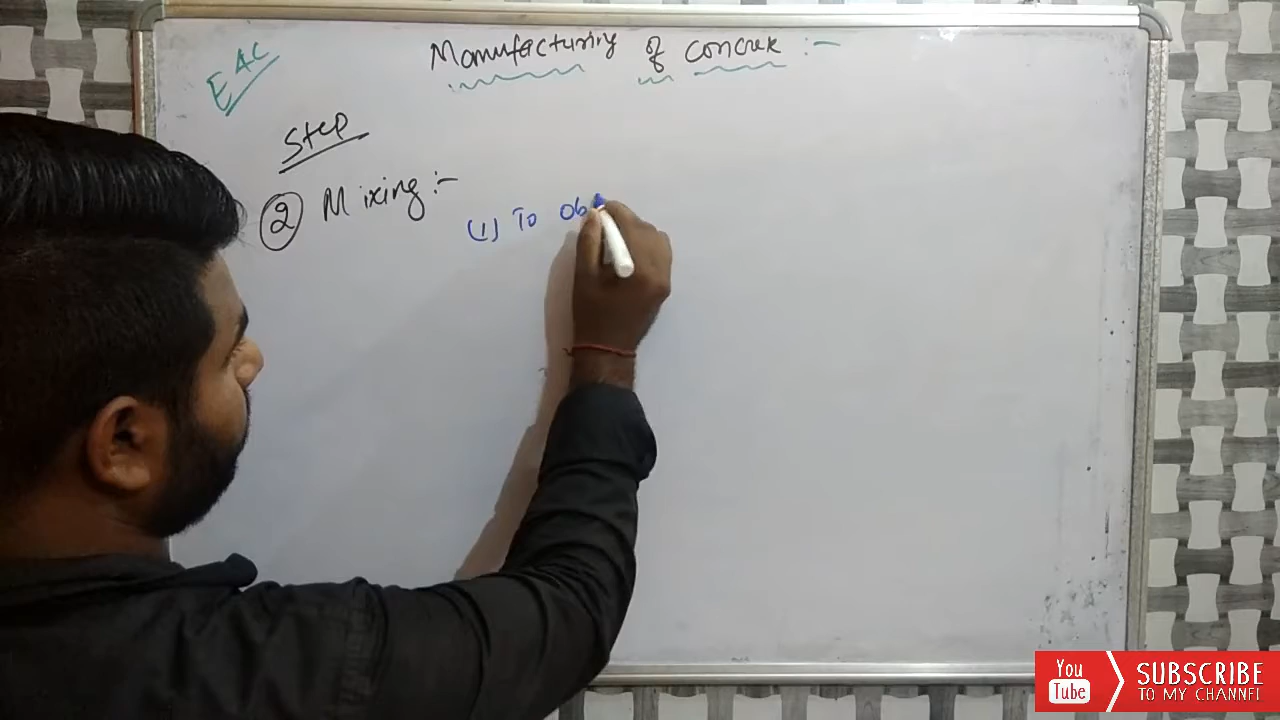 EAC
Manufacturing of concrete :-
Step
② Mixing :-
(1) To ob
You
Tube
SUBSCRIBE
TO MY CHANNEL